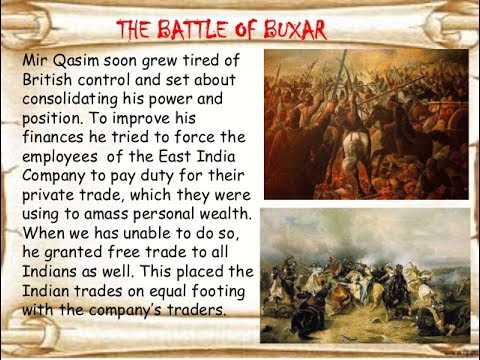 THE BATTLE OF BUXAR
Mir Qasim soon grew tired of
British control and set about
consolidating his power and
position. To improve his
finances he tried to force the
employees of the East India
Company to pay duty for their
private trade, which they were
using to amass personal wealth.
When we has unable to do so,
he granted free trade to all
Indians as well. This placed the
Indian trades on equal footing
with the company's traders.